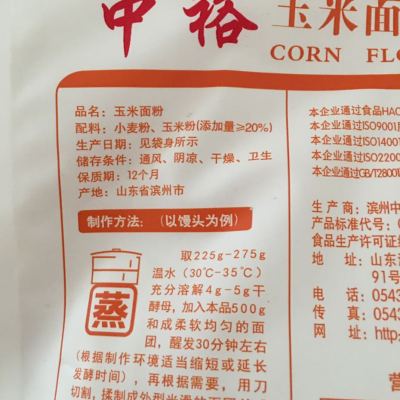 中裕
玉米面
CORN FLO
品名：玉米面粉
配料：小麦粉、玉米粉(添加量≥20%)
生产日期：见袋身所示
储存条件：通风、阴凉、干燥、卫生
保质期：12个月
产地：山东省滨州市
制作方法：(以馒头为例)
蒸
取225g-275g
温水（30℃-35℃）
充分溶解4g-5g干
酵母，加入本品500g
和成柔软均匀的面
团，醒发30分钟左右
(根据制作环境适当缩短或延长
发酵时间），再根据需要，用刀
切割，揉制成外型光滑的面团
本企业通过食品HAC
本企业通过ISO9001
本企业通过ISO1400
本企业通过ISO2200
本企业通过GB/T2800
生产商：滨州中
产品标准代号：
食品生产许可证编
地址：山东
91号
电话：0543
传真：0543
网址：http
营